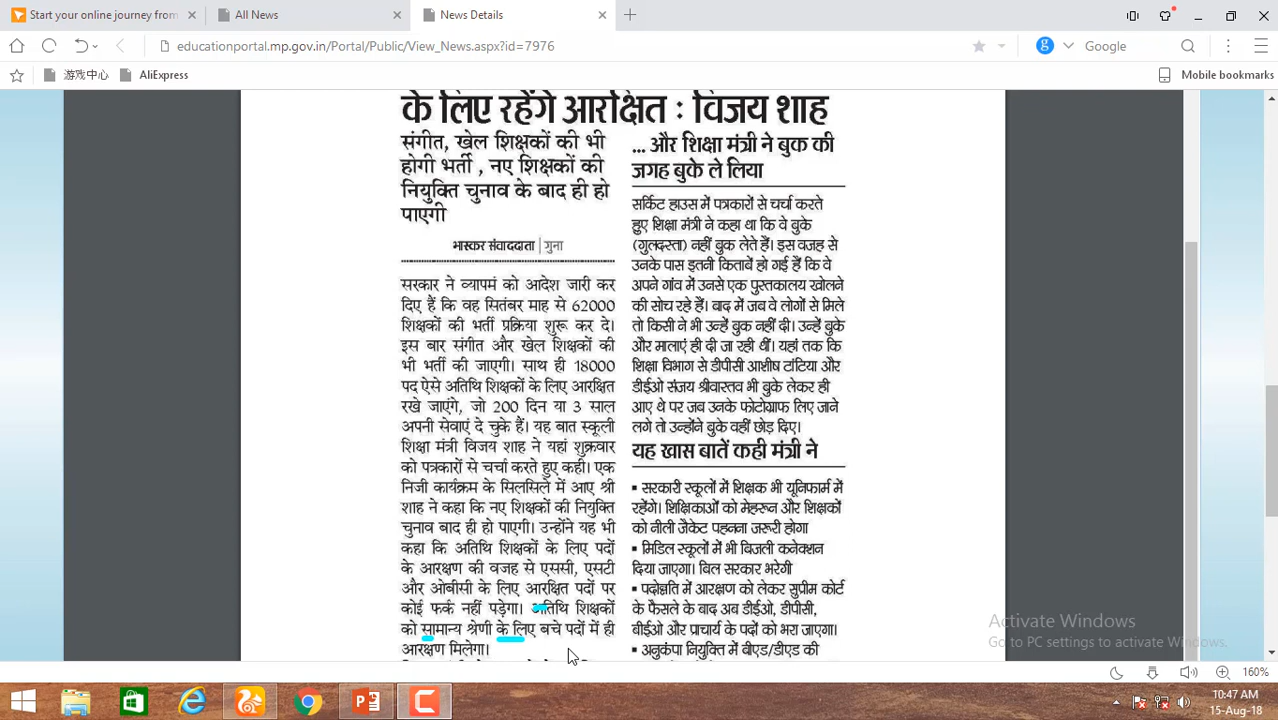 Start your online journey from
All News
News Details
educationportal.mp.gov.in/Portal/Public/View_News.aspx?id=7976
Google
游戏中心
AliExpress
Mobile bookmarks
के लिए रहेंगे आरक्षित : विजय शाह
संगीत, खेल शिक्षकों की भी
होगी भर्ती , नए शिक्षकों की
नियुक्ति चुनाव के बाद ही हो
पाएगी
भास्कर संवाददाता | गुना
सरकार ने व्यापमं को आदेश जारी कर
दिए हैं कि वह सितंबर माह से 62000
शिक्षकों की भर्ती प्रक्रिया शुरू कर दे।
इस बार संगीत और खेल शिक्षकों की
भी भर्ती की जाएगी। साथ ही 18000
पद ऐसे अतिथि शिक्षकों के लिए आरक्षित
रखे जाएंगे, जो 200 दिन या 3 साल
अपनी सेवाएं दे चुके हैं। यह बात स्कूली
शिक्षा मंत्री विजय शाह ने यहां शुक्रवार
को पत्रकारों से चर्चा करते हुए कही। एक
निजी कार्यक्रम के सिलसिले में आए श्री
शाह ने कहा कि नए शिक्षकों की नियुक्ति
चुनाव बाद ही हो पाएगी। उन्होंने यह भी
कहा कि अतिथि शिक्षकों के लिए पदों
के आरक्षण की वजह से एससी, एसटी
और ओबीसी के लिए आरक्षित पदों पर
कोई फर्क नहीं पड़ेगा। अतिथि शिक्षकों
को सामान्य श्रेणी के लिए बचे पदों में ही
आरक्षण मिलेगा।
... और शिक्षा मंत्री ने बुक की
जगह बुके ले लिया
सर्किट हाउस में पत्रकारों से चर्चा करते
हुए शिक्षा मंत्री ने कहा था कि वे बुके
(गुलदस्ता) नहीं बुक लेते हैं। इस वजह से
उनके पास इतनी किताबें हो गई हैं कि वे
अपने गांव में उनसे एक पुस्तकालय खोलने
की सोच रहे हैं। बाद में जब वे लोगों से मिले
तो किसी ने भी उन्हें बुक नहीं दी। उन्हें बुके
और मालाएं ही दी जा रही थीं। यहां तक कि
शिक्षा विभाग से डीपीसी आशीष टांटिया और
डीईओ संजय श्रीवास्तव भी बुके लेकर ही
आए थे पर जब उनके फोटोग्राफ लिए जाने
लगे तो उन्होंने बुके वहीं छोड़ दिए।
यह खास बातें कही मंत्री ने
▪ सरकारी स्कूलों में शिक्षक भी यूनिफार्म में
रहेंगे। शिक्षिकाओं को मेहरून और शिक्षकों
को नीली जैकेट पहनना जरूरी होगा
▪ मिडिल स्कूलों में भी बिजली कनेक्शन
दिया जाएगा। बिल सरकार भरेगी
▪ पदोन्नति में आरक्षण को लेकर सुप्रीम कोर्ट
के फैसले के बाद अब डीईओ, डीपीसी,
बीईओ और प्राचार्य के पदों को भरा जाएगा।
▪ अनुकंपा नियुक्ति में बीएड/डीएड की
Activate Windows
Go to PC settings to activate Windows.
160%
10:47 AM
15-Aug-18